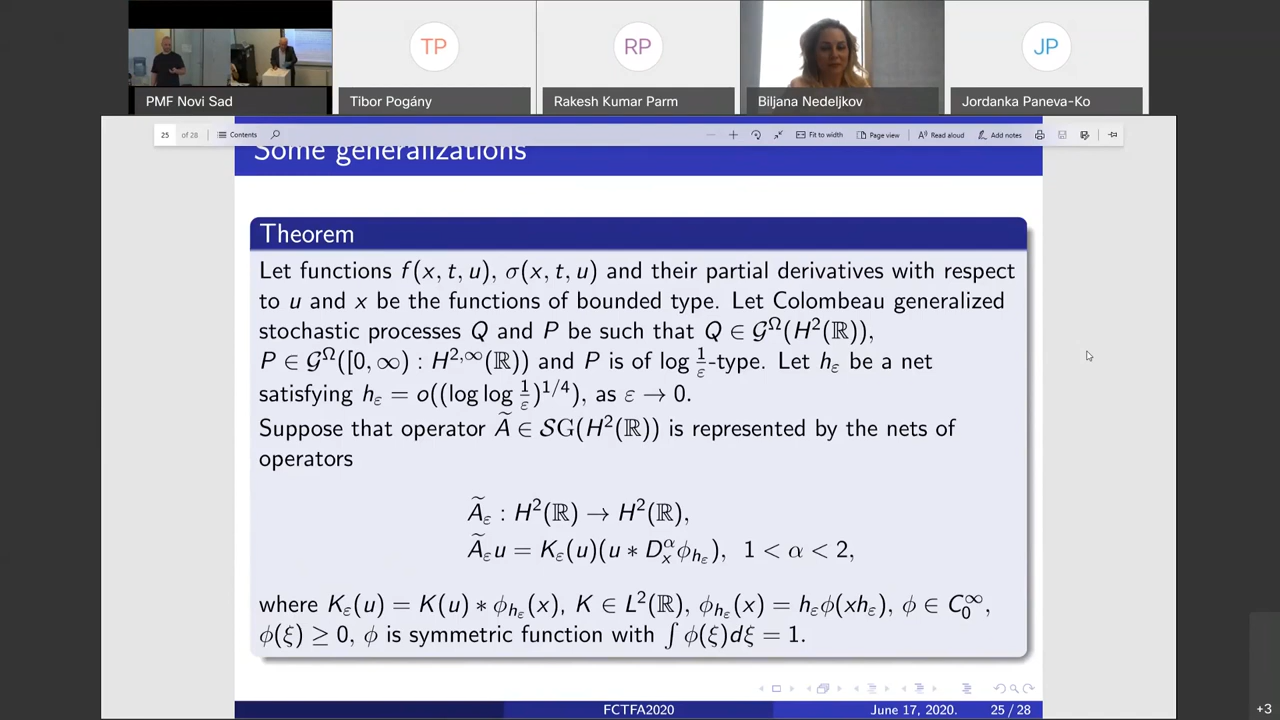 TP
RP
JP
PMF Novi Sad
Tibor Pogány
Rakesh Kumar Parm
Biljana Nedeljkov
Jordanka Paneva-Ko
25 of 28 Contents Fit to width Page view Read aloud Add notes
Some generalizations
Theorem
Let functions f(x, t, u), σ(x, t, u) and their partial derivatives with respect
to u and x be the functions of bounded type. Let Colombeau generalized
stochastic processes Q and P be such that Q ∈ 𝒢^Ω(H²(ℝ)),
P ∈ 𝒢^Ω([0, ∞) : H^{2,∞}(ℝ)) and P is of log 1/ε-type. Let h_ε be a net
satisfying h_ε = o((log log 1/ε)^{1/4}), as ε → 0.
Suppose that operator Ã ∈ 𝒮G(H²(ℝ)) is represented by the nets of
operators
Ã_ε : H²(ℝ) → H²(ℝ),
Ã_ε u = K_ε(u)(u ∗ D_x^α ϕ_{h_ε}), 1 < α < 2,
where K_ε(u) = K(u) ∗ ϕ_{h_ε}(x), K ∈ L²(ℝ), ϕ_{h_ε}(x) = h_ε ϕ(xh_ε), ϕ ∈ C_0^∞,
ϕ(ξ) ≥ 0, ϕ is symmetric function with ∫ ϕ(ξ)dξ = 1.
FCTFA2020 June 17, 2020. 25 / 28
+3